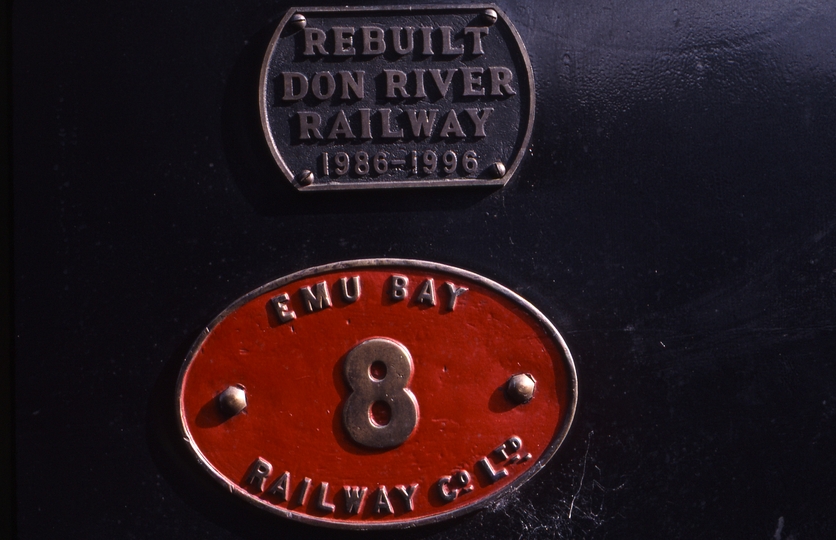 REBUILT
DON RIVER
RAILWAY
1986-1996
EMU BAY
8
RAILWAY Co LTD